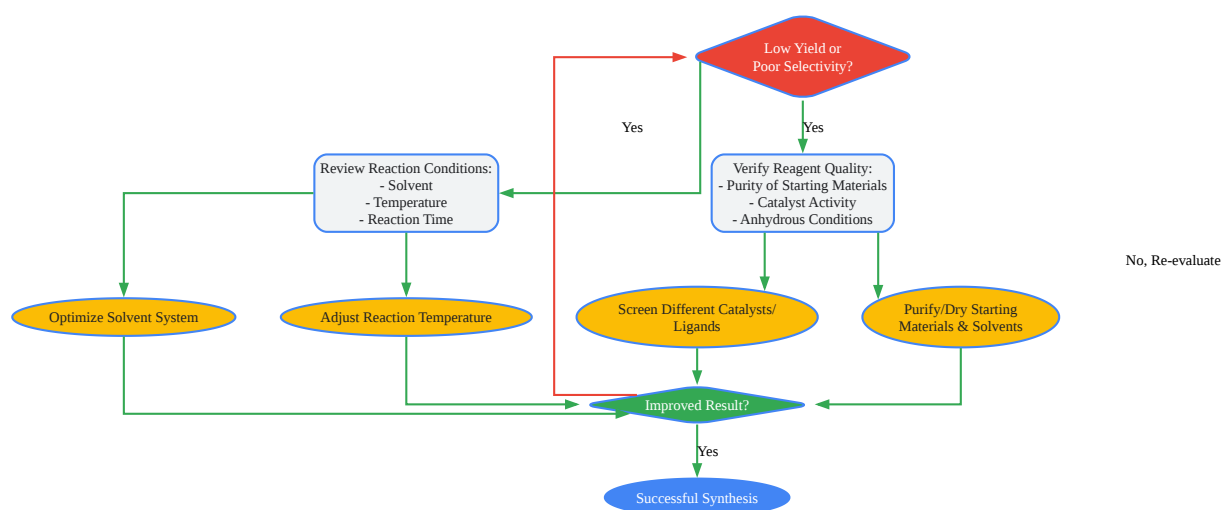 Low Yield or
Poor Selectivity?
Yes
Yes
Review Reaction Conditions:
- Solvent
- Temperature
- Reaction Time
Verify Reagent Quality:
- Purity of Starting Materials
- Catalyst Activity
- Anhydrous Conditions
No, Re-evaluate
Optimize Solvent System
Adjust Reaction Temperature
Screen Different Catalysts/
Ligands
Purify/Dry Starting
Materials & Solvents
Improved Result?
Yes
Successful Synthesis